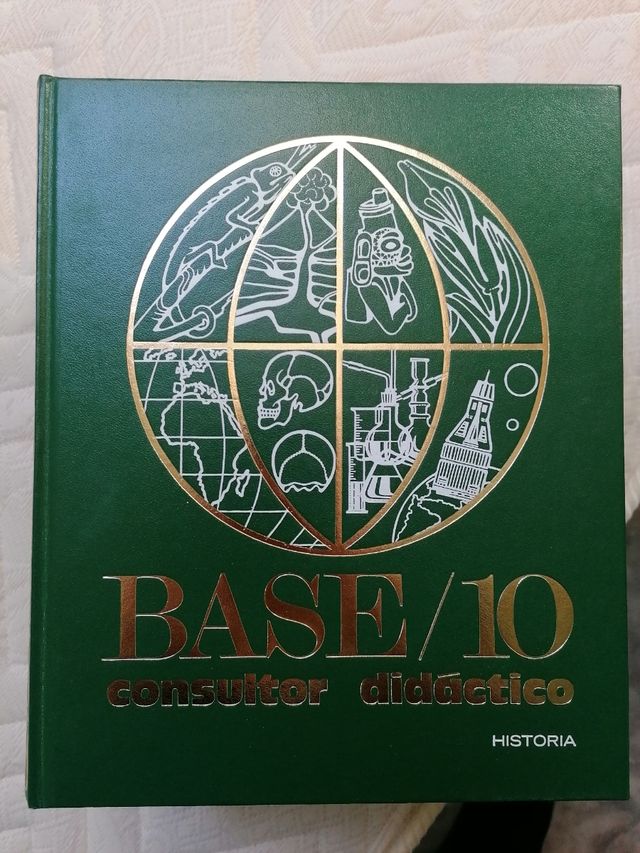 BASE/10
consultor didáctico
HISTORIA